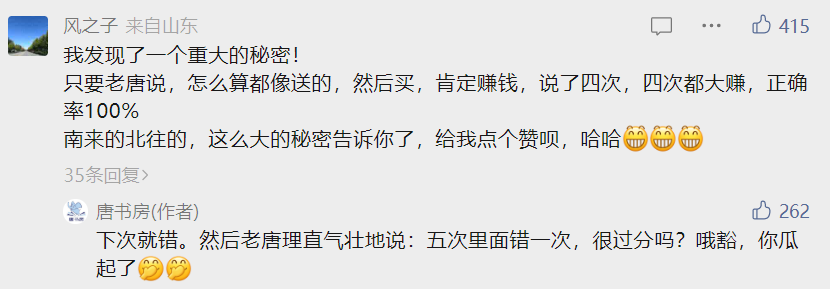 风之子 来自山东 415
我发现了一个重大的秘密!
只要老唐说，怎么算都像送的，然后买，肯定赚钱，说了四次，四次都大赚，正确
率100%
南来的北往的，这么大的秘密告诉你了，给我点个赞呗，哈哈😁😁😁
35条回复>
唐书房(作者) 262
下次就错。然后老唐理直气壮地说：五次里面错一次，很过分吗？哦豁，你瓜
起了🤭🤭